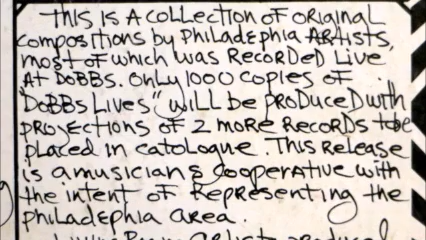 THIS IS A COLLECTION OF ORIGINAL
COMPOSITIONS BY PHILADEPHIA ARTISTS,
MOST OF WHICH WAS RECORDED LIVE
AT DOBBS. ONLY 1000 COPIES OF
"DOBBS LIVES" WILL BE PRODUCED WITH
PROJECTIONS OF 2 MORE RECORDS TO BE
PLACED IN CATOLOGUE. THIS RELEASE
IS A MUSICIANS COOPERATIVE WITH
THE INTENT OF REPRESENTING THE
PHILADEPHIA AREA.